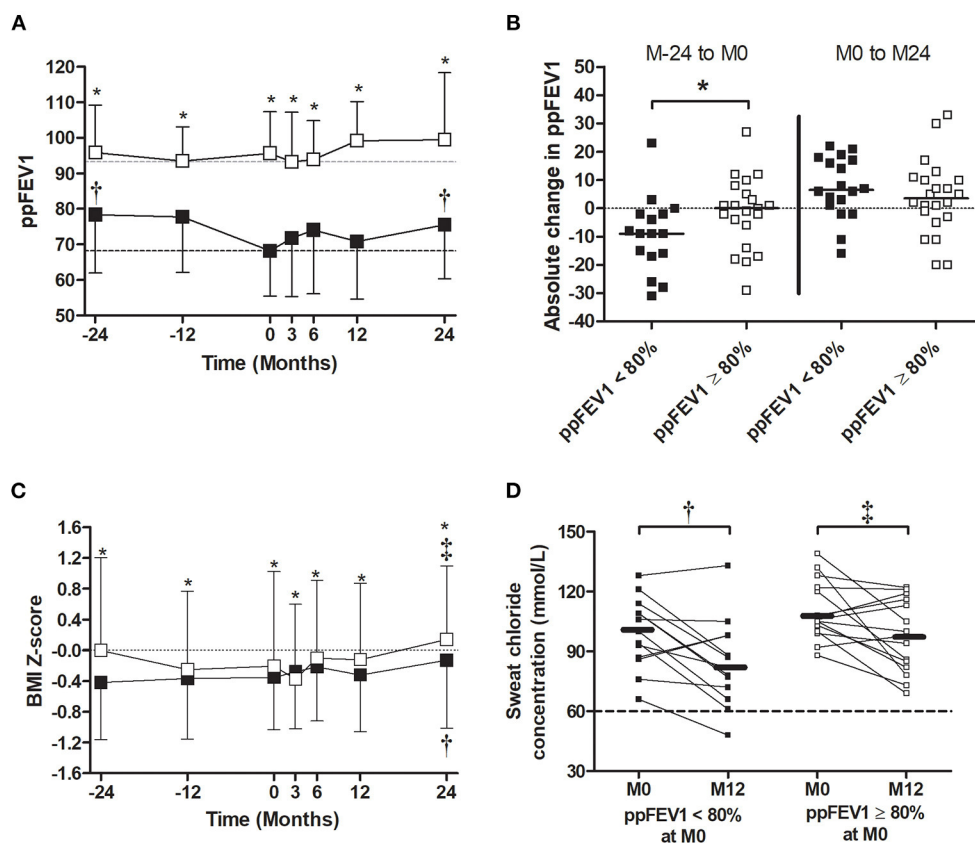 A
ppFEV1
120
110
100
90
80
70
60
50
* * * * * * *
† †
-24 -12 0 3 6 12 24
Time (Months)
B
M-24 to M0 M0 to M24
Absolute change in ppFEV1
50
40
30
20
10
0
-10
-20
-30
-40
*
ppFEV1 < 80%
ppFEV1 ≥ 80%
ppFEV1 < 80%
ppFEV1 ≥ 80%
C
BMI Z-score
1.6
1.2
0.8
0.4
-0.0
-0.4
-0.8
-1.2
-1.6
* * * * * * *
‡
†
-24 -12 0 3 6 12 24
Time (Months)
D
Sweat chloride
concentration (mmol/L)
150
120
90
60
30
† ‡
M0 M12 M0 M12
ppFEV1 < 80% ppFEV1 ≥ 80%
at M0 at M0